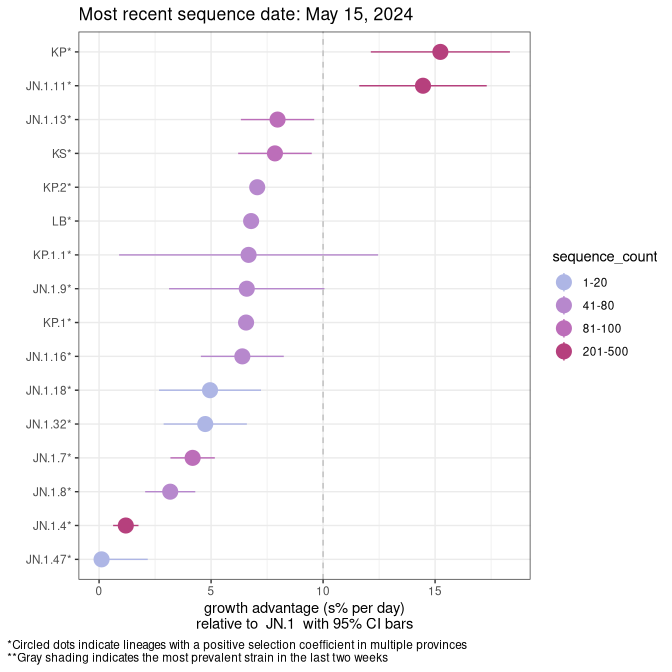 Most recent sequence date: May 15, 2024
KP*
JN.1.11*
JN.1.13*
KS*
KP.2*
LB*
KP.1.1*
JN.1.9*
KP.1*
JN.1.16*
JN.1.18*
JN.1.32*
JN.1.7*
JN.1.8*
JN.1.4*
JN.1.47*
0 5 10 15
growth advantage (s% per day)
relative to JN.1 with 95% CI bars
sequence_count
1-20
41-80
81-100
201-500
*Circled dots indicate lineages with a positive selection coefficient in multiple provinces
**Gray shading indicates the most prevalent strain in the last two weeks